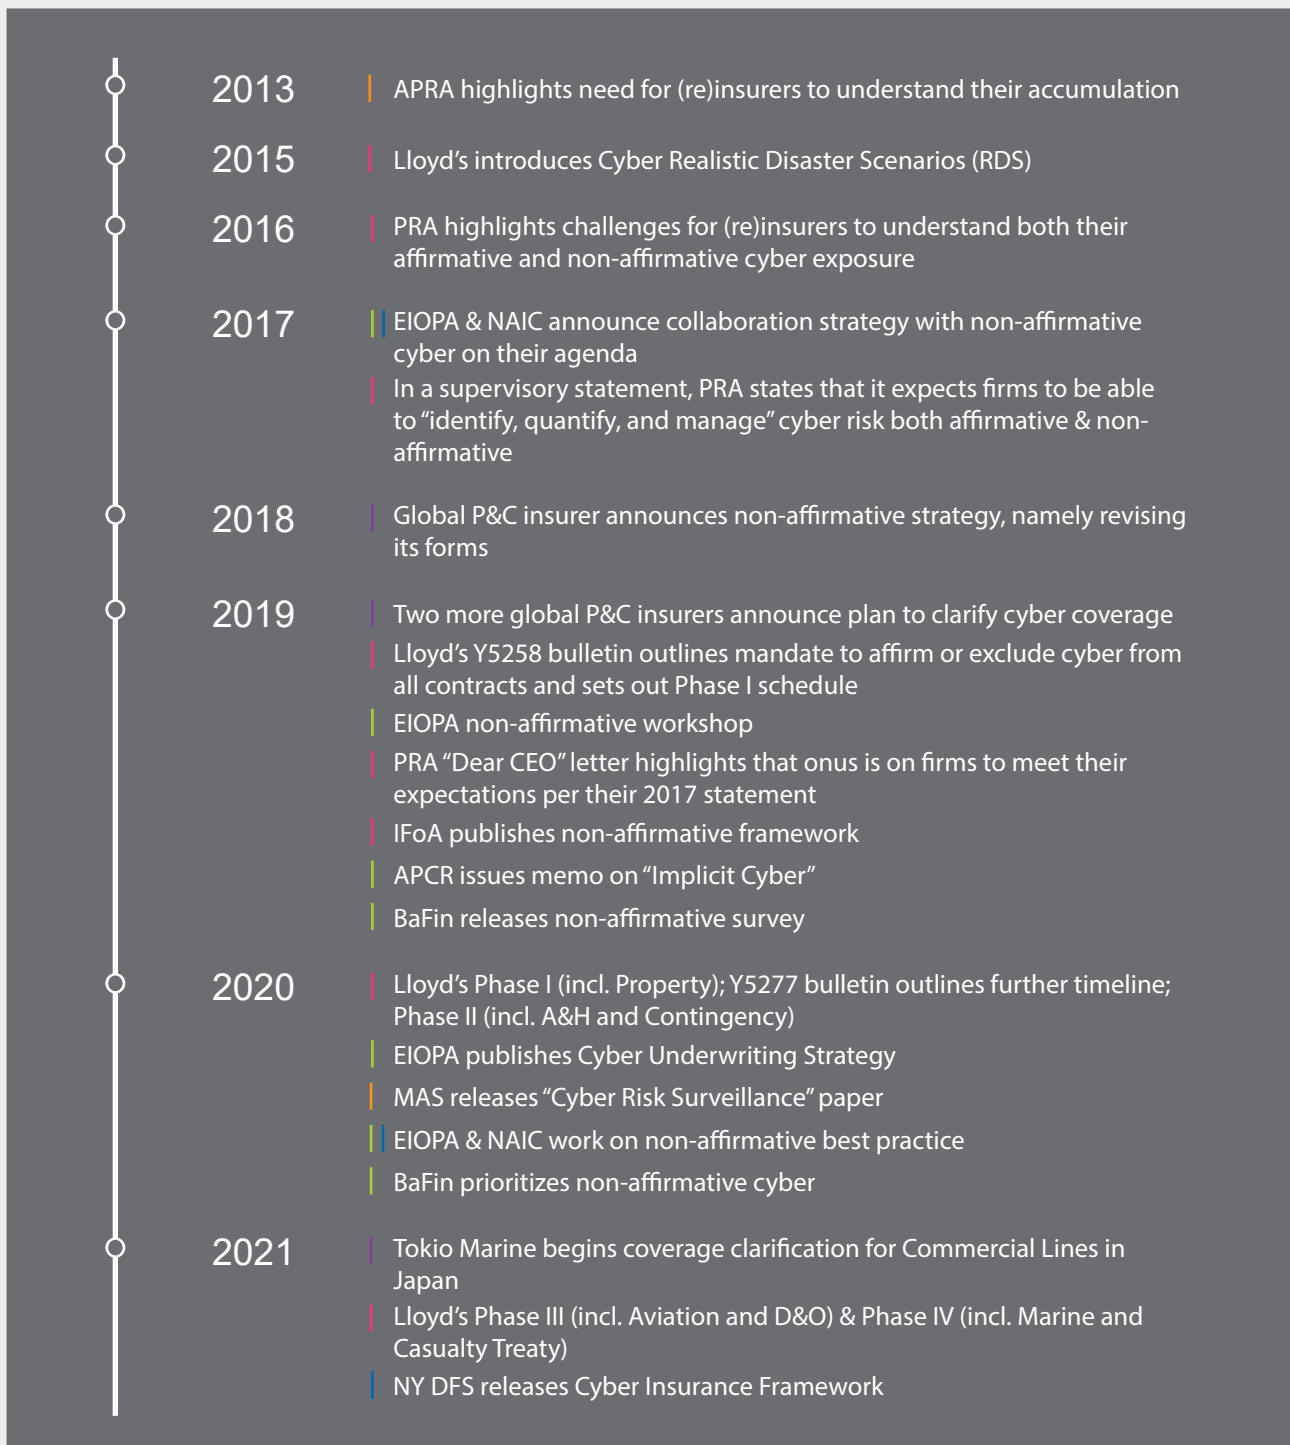 2013
APRA highlights need for (re)insurers to understand their accumulation
2015
Lloyd’s introduces Cyber Realistic Disaster Scenarios (RDS)
2016
PRA highlights challenges for (re)insurers to understand both their
affirmative and non-affirmative cyber exposure
2017
EIOPA & NAIC announce collaboration strategy with non-affirmative
cyber on their agenda
In a supervisory statement, PRA states that it expects firms to be able
to “identify, quantify, and manage” cyber risk both affirmative & non-
affirmative
2018
Global P&C insurer announces non-affirmative strategy, namely revising
its forms
2019
Two more global P&C insurers announce plan to clarify cyber coverage
Lloyd’s Y5258 bulletin outlines mandate to affirm or exclude cyber from
all contracts and sets out Phase I schedule
EIOPA non-affirmative workshop
PRA “Dear CEO” letter highlights that onus is on firms to meet their
expectations per their 2017 statement
IFoA publishes non-affirmative framework
APCR issues memo on “Implicit Cyber”
BaFin releases non-affirmative survey
2020
Lloyd’s Phase I (incl. Property); Y5277 bulletin outlines further timeline;
Phase II (incl. A&H and Contingency)
EIOPA publishes Cyber Underwriting Strategy
MAS releases “Cyber Risk Surveillance” paper
EIOPA & NAIC work on non-affirmative best practice
BaFin prioritizes non-affirmative cyber
2021
Tokio Marine begins coverage clarification for Commercial Lines in
Japan
Lloyd’s Phase III (incl. Aviation and D&O) & Phase IV (incl. Marine and
Casualty Treaty)
NY DFS releases Cyber Insurance Framework